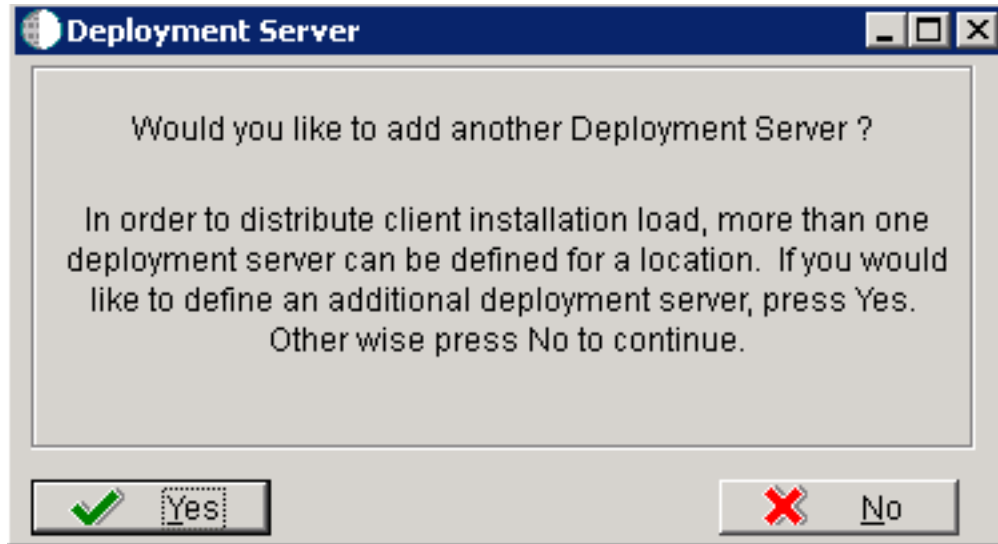 Deployment Server
Would you like to add another Deployment Server ?
In order to distribute client installation load, more than one
deployment server can be defined for a location.  If you would
like to define an additional deployment server, press Yes.
Other wise press No to continue.
Yes
No